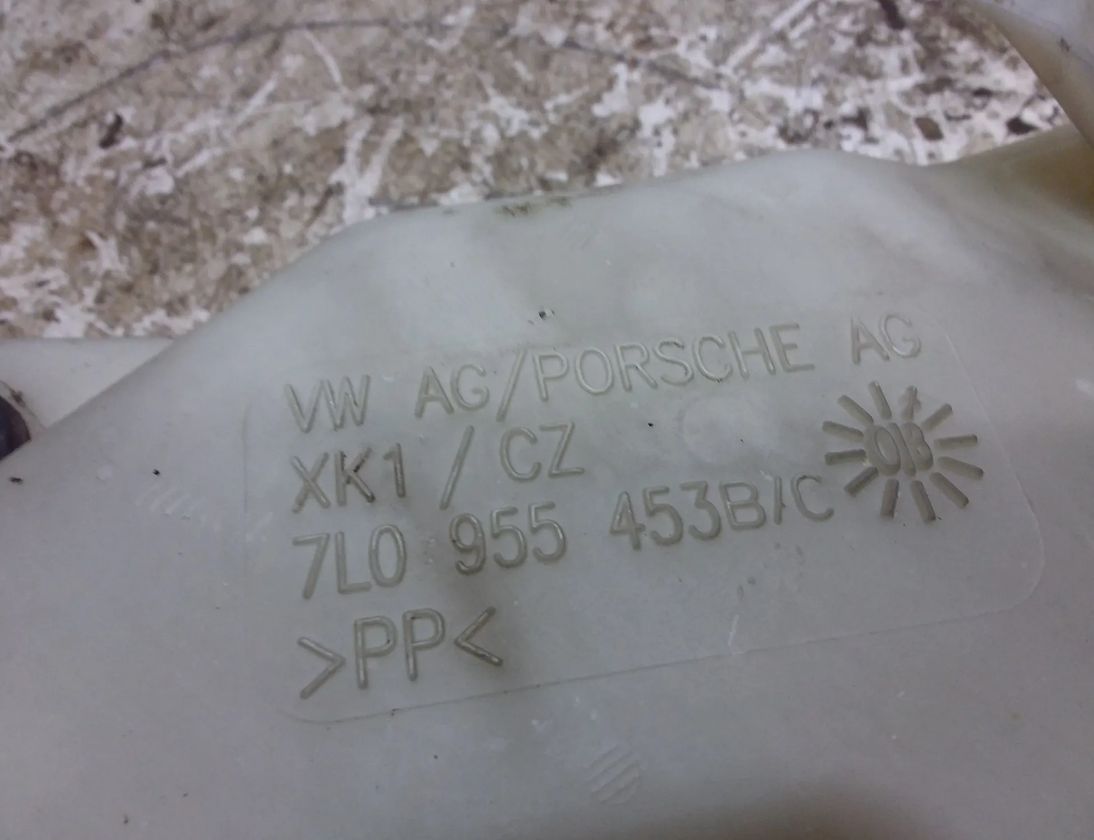 VW AG/PORSCHE AG
XK1 / CZ
7L0 955 453B/C
>PP<